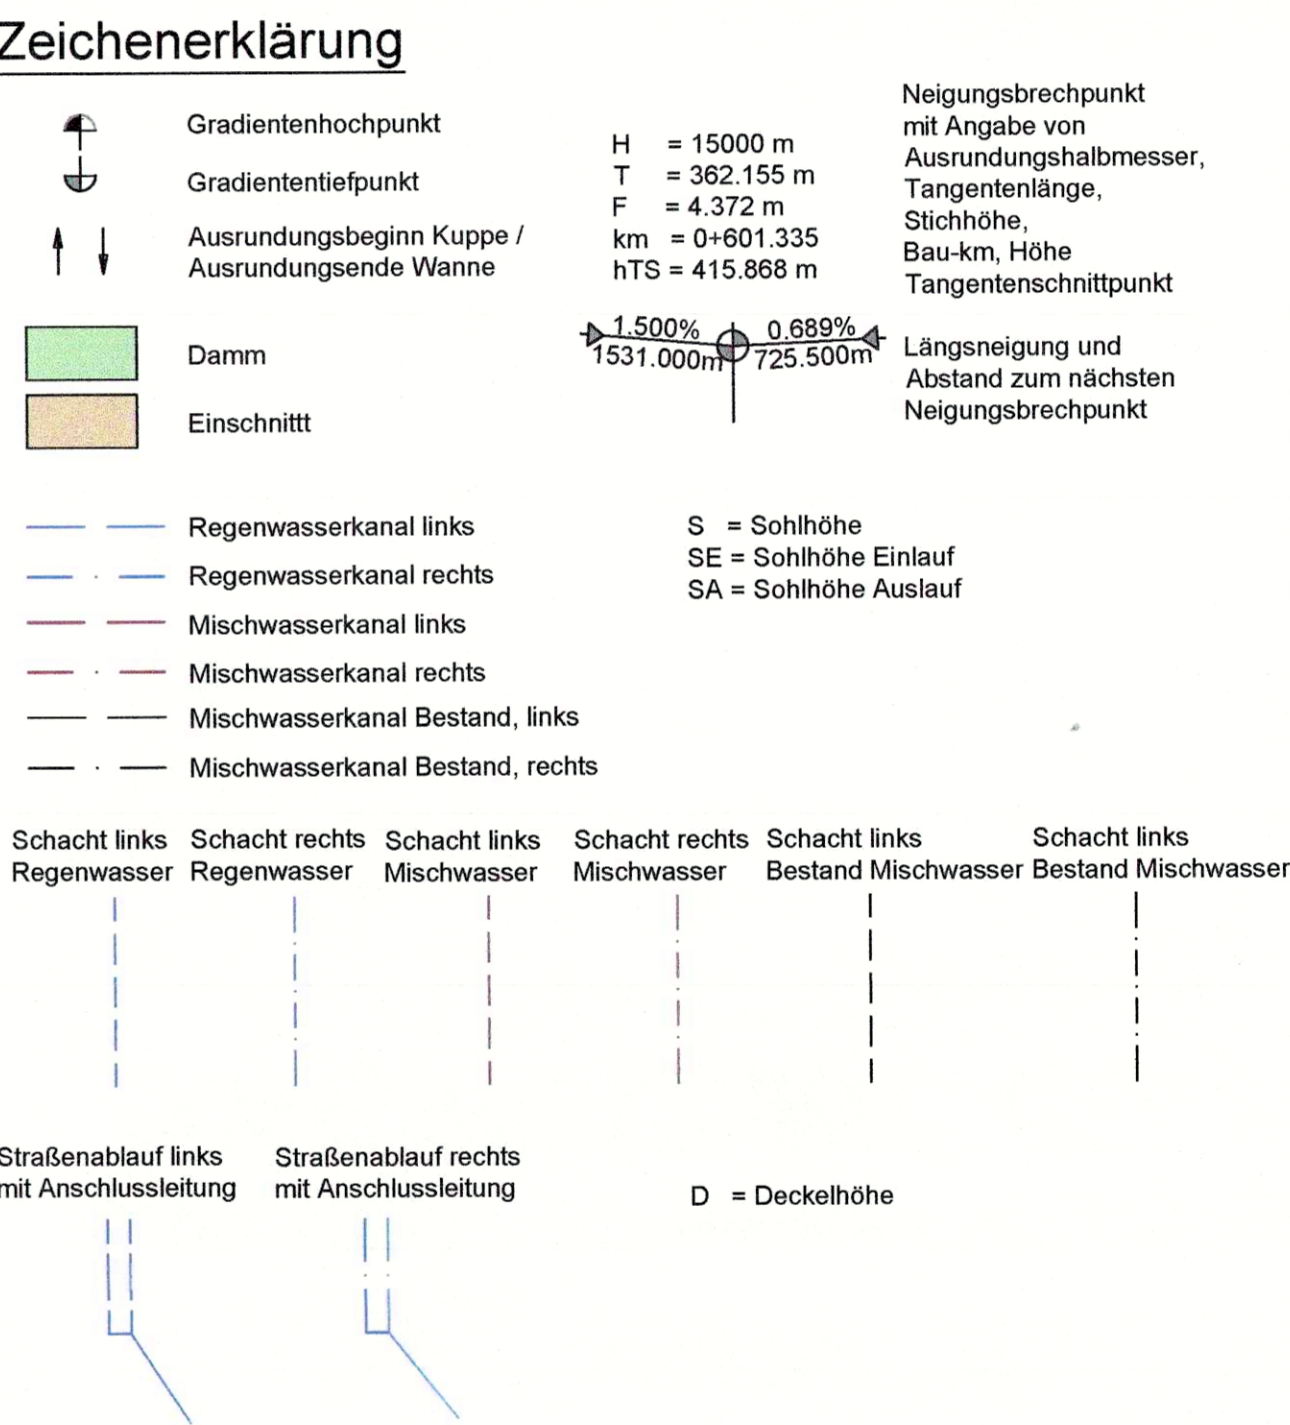 Zeichenerklärung
Gradientenhochpunkt
Gradiententiefpunkt
Ausrundungsbeginn Kuppe /
Ausrundungsende Wanne
Damm
Einschnittt
H = 15000 m
T = 362.155 m
F = 4.372 m
km = 0+601.335
hTS = 415.868 m
Neigungsbrechpunkt
mit Angabe von
Ausrundungshalbmesser,
Tangentenlänge,
Stichhöhe,
Bau-km, Höhe
Tangentenschnittpunkt
1.500% 0.689%
1531.000m 725.500m
Längsneigung und
Abstand zum nächsten
Neigungsbrechpunkt
Regenwasserkanal links
Regenwasserkanal rechts
Mischwasserkanal links
Mischwasserkanal rechts
Mischwasserkanal Bestand, links
Mischwasserkanal Bestand, rechts
S = Sohlhöhe
SE = Sohlhöhe Einlauf
SA = Sohlhöhe Auslauf
Schacht links
Regenwasser
Schacht rechts
Regenwasser
Schacht links
Mischwasser
Schacht rechts
Mischwasser
Schacht links
Bestand Mischwasser
Schacht links
Bestand Mischwasser
Straßenablauf links
mit Anschlussleitung
Straßenablauf rechts
mit Anschlussleitung
D = Deckelhöhe